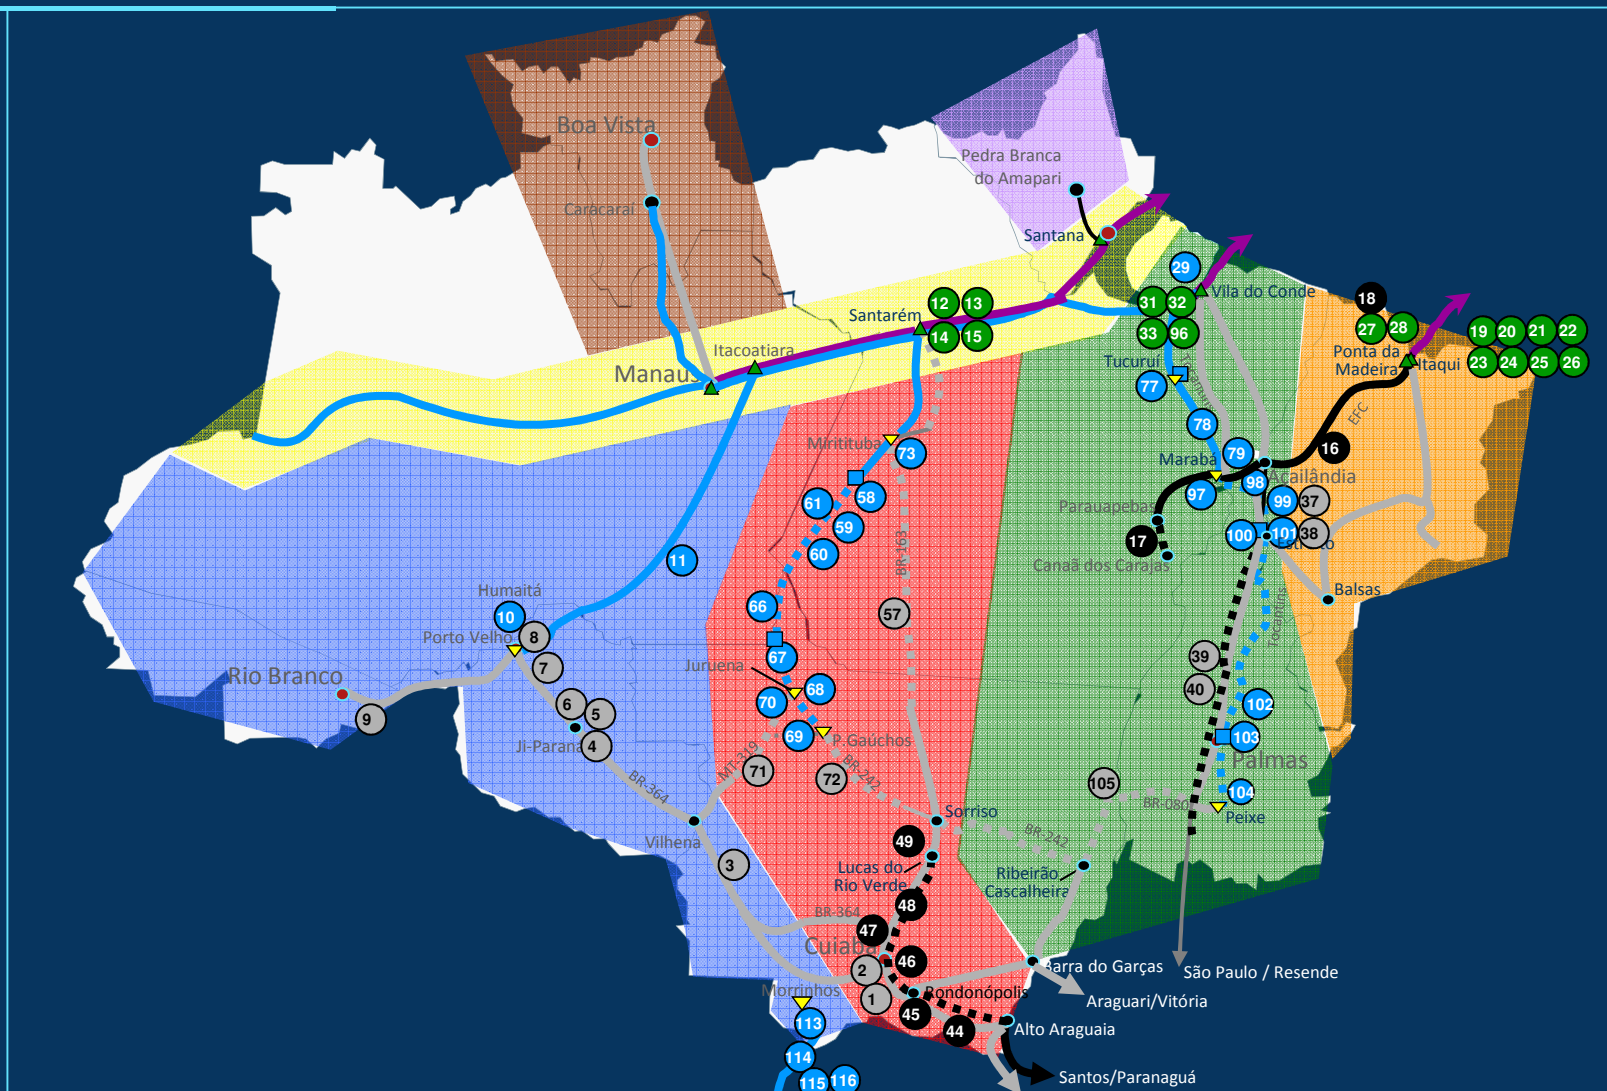 Boa Vista
Pedra Branca
do Amapari
Caracarai
Santana
29
Vila do Conde
18
12
13
31
32
Santarém
27
28
19
20
21
22
14
15
33
96
Itacoatiara
Tucuruí
Ponta da
Madeira
Itaqui
23
24
25
26
Manaus
77
EFC
78
Miritituba
73
79
16
Marabá
Açailândia
98
58
61
97
99
37
Parauapebas
59
BR-163
100
101
38
17
Estreito
60
11
Canaã dos Carajás
Humaitá
Balsas
10
66
57
Tocantins
Porto Velho
8
67
39
7
Juruena
68
40
Rio Branco
70
102
6
5
9
69
103
Ji-Paraná
4
P.Gaúchos
Palmas
MT-319
71
72
BR-242
105
104
BR-364
BR-080
Peixe
Sorriso
Vilhena
49
BR-242
3
Lucas do
Rio Verde
Ribeirão
Cascalheira
48
BR-364
47
Cuiabá
46
2
Barra do Garças
São Paulo / Resende
Morrinhos
1
Rondonópolis
Araguari/Vitória
113
45
44
Alto Araguaia
114
115
116
Santos/Paranaguá